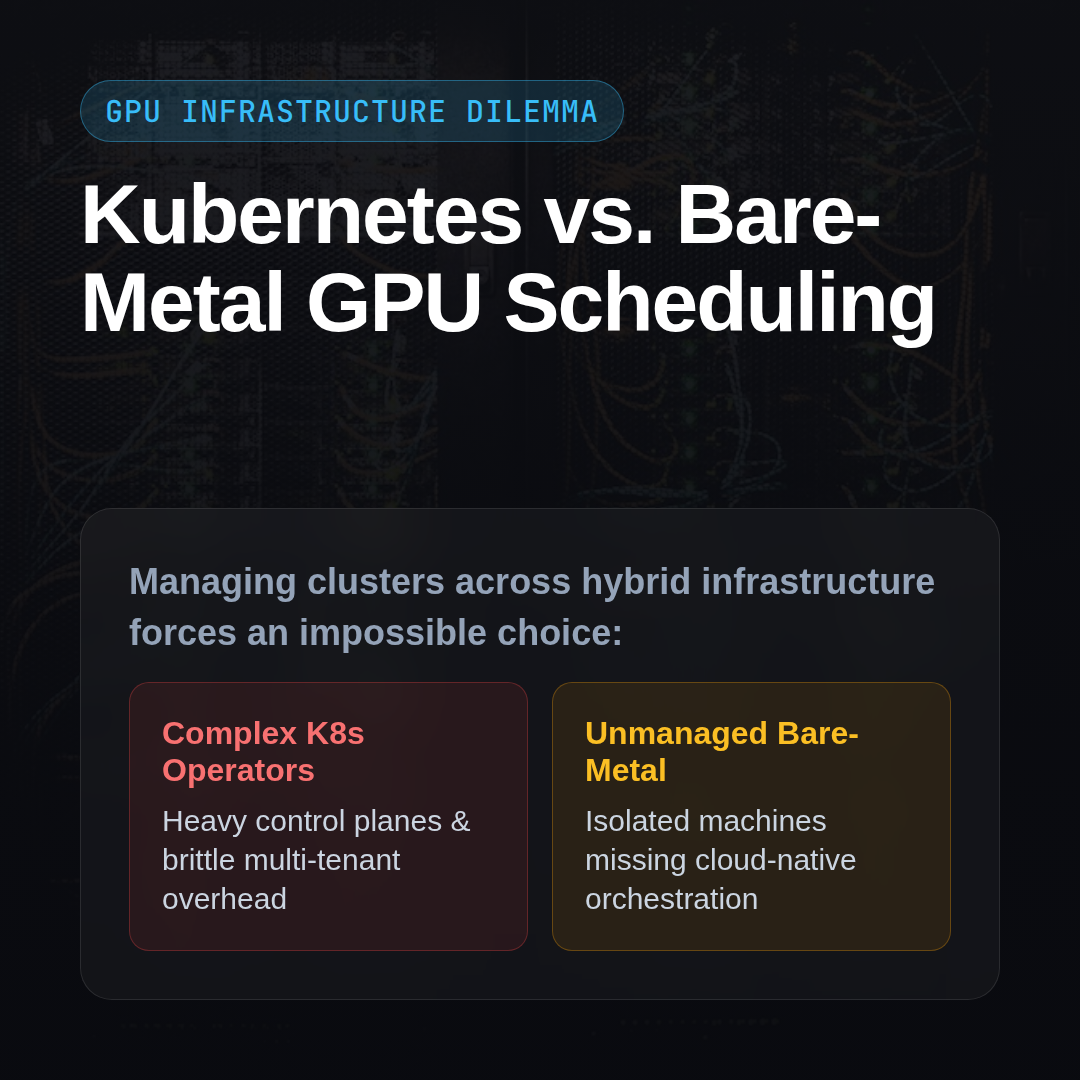 GPU INFRASTRUCTURE DILEMMA
Kubernetes vs. Bare-
Metal GPU Scheduling
Managing clusters across hybrid infrastructure
forces an impossible choice:
Complex K8s
Operators
Heavy control planes &
brittle multi-tenant
overhead
Unmanaged Bare-
Metal
Isolated machines
missing cloud-native
orchestration